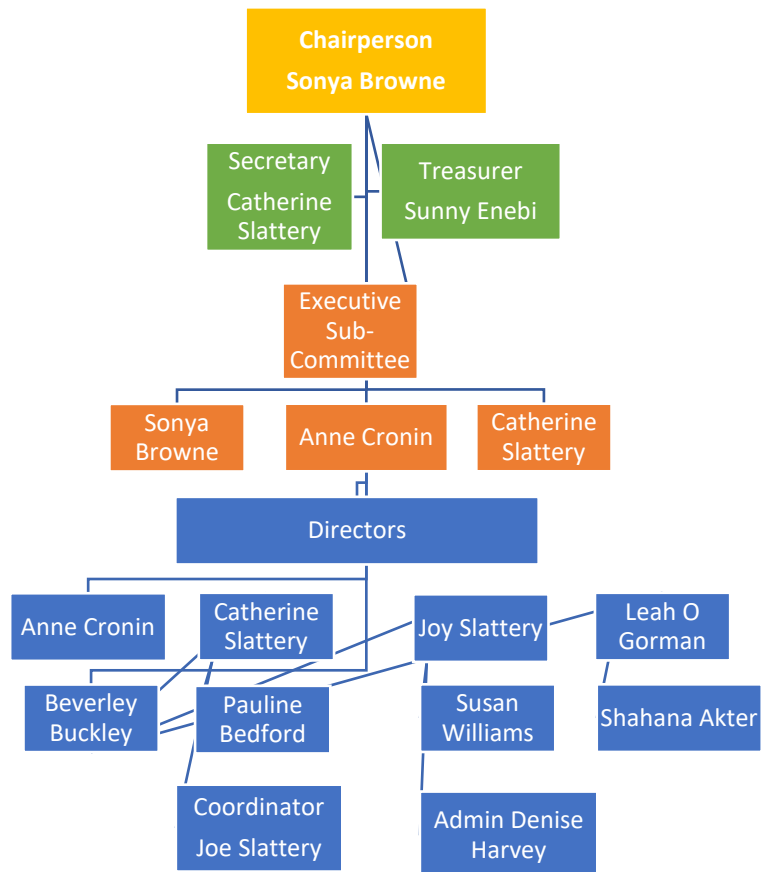 Chairperson
Sonya Browne
Secretary
Catherine
Slattery
Treasurer
Sunny Enebi
Executive
Sub-
Committee
Sonya
Browne
Anne Cronin
Catherine
Slattery
Directors
Anne Cronin
Catherine
Slattery
Joy Slattery
Leah O
Gorman
Beverley
Buckley
Pauline
Bedford
Susan
Williams
Shahana Akter
Coordinator
Joe Slattery
Admin Denise
Harvey